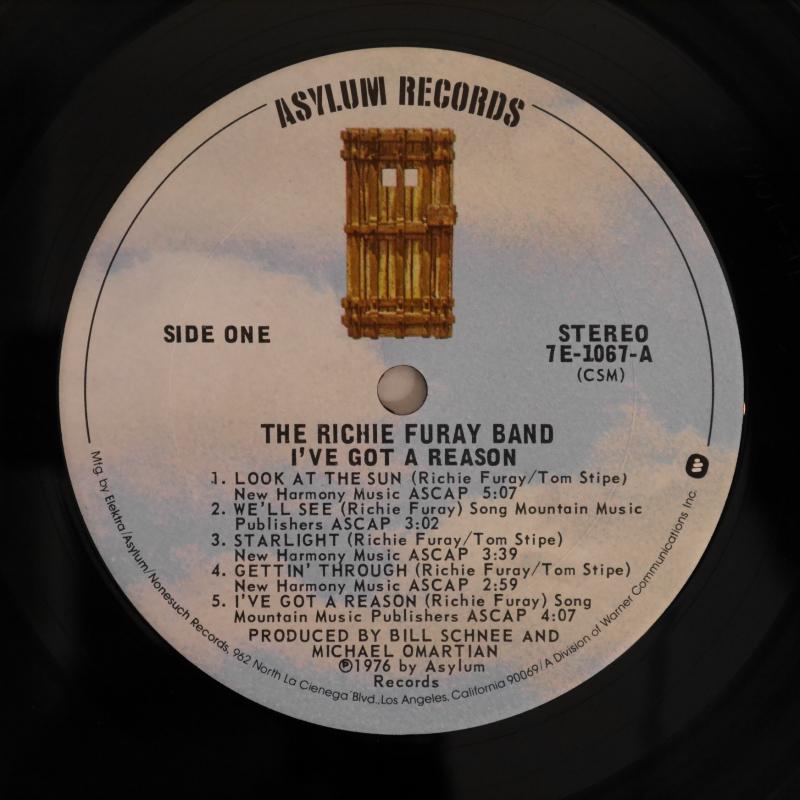 ASYLUM RECORDS
SIDE ONE
STEREO
7E-1067-A
(CSM)
THE RICHIE FURAY BAND
I'VE GOT A REASON
1. LOOK AT THE SUN (Richie Furay/Tom Stipe)
New Harmony Music ASCAP 5:07
2. WE'LL SEE (Richie Furay) Song Mountain Music
Publishers ASCAP 3:02
3. STARLIGHT (Richie Furay/Tom Stipe)
New Harmony Music ASCAP 3:39
4. GETTIN' THROUGH (Richie Furay/Tom Stipe)
New Harmony Music ASCAP 2:59
5. I'VE GOT A REASON (Richie Furay) Song
Mountain Music Publishers ASCAP 4:07
PRODUCED BY BILL SCHNEE AND
MICHAEL OMARTIAN
℗1976 by Asylum
Records
Mfg. by Elektra/Asylum/Nonesuch Records, 962 North La Cienega Blvd., Los Angeles, California 90069/A Division of Warner Communications Inc.